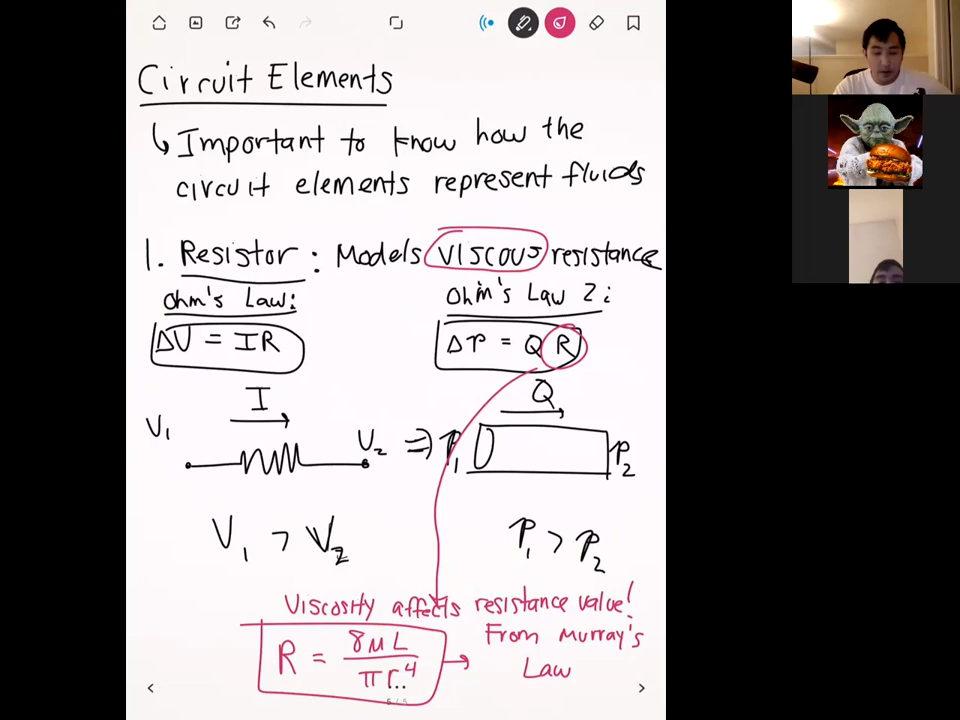 Circuit Elements
↳ Important to know how the
circuit elements represent fluids
1. Resistor : Models viscous resistance
Ohm's Law:
Ohm's Law 2:
ΔV = IR
ΔP = QR
I
Q
V₁
V₂
⇒
P₁
P₂
V₁ > V₂
P₁ > P₂
Viscosity affects resistance value!
R = 8μL / πr⁴
→ From Murray's
Law
5 / 5